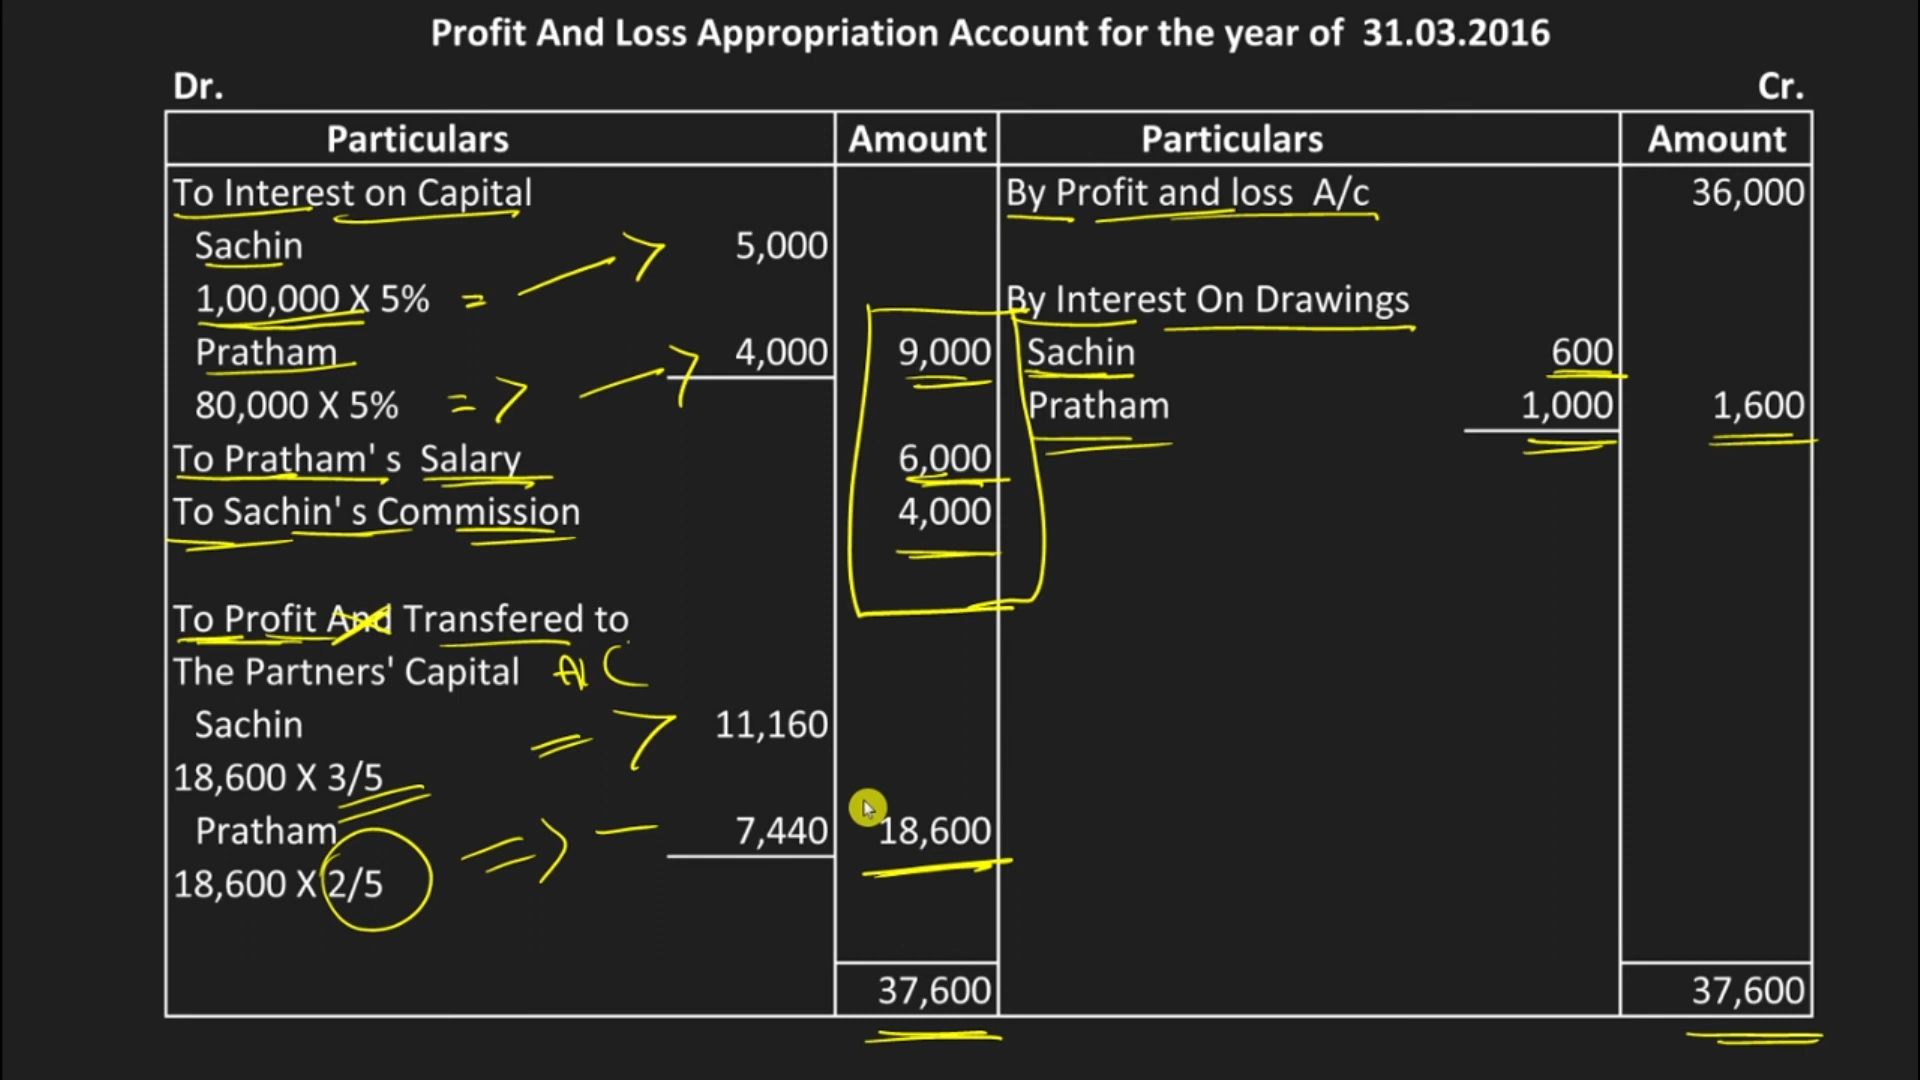 Profit And Loss Appropriation Account for the year of 31.03.2016
Dr. Cr.
Particulars Amount Particulars Amount
To Interest on Capital By Profit and loss A/c 36,000
Sachin 5,000
1,00,000 X 5% = By Interest On Drawings
Pratham 4,000 9,000 Sachin 600
80,000 X 5% = Pratham 1,000 1,600
To Pratham' s Salary 6,000
To Sachin' s Commission 4,000
To Profit And Transfered to
The Partners' Capital A/C
Sachin 11,160
18,600 X 3/5
Pratham 7,440 18,600
18,600 X 2/5
37,600 37,600